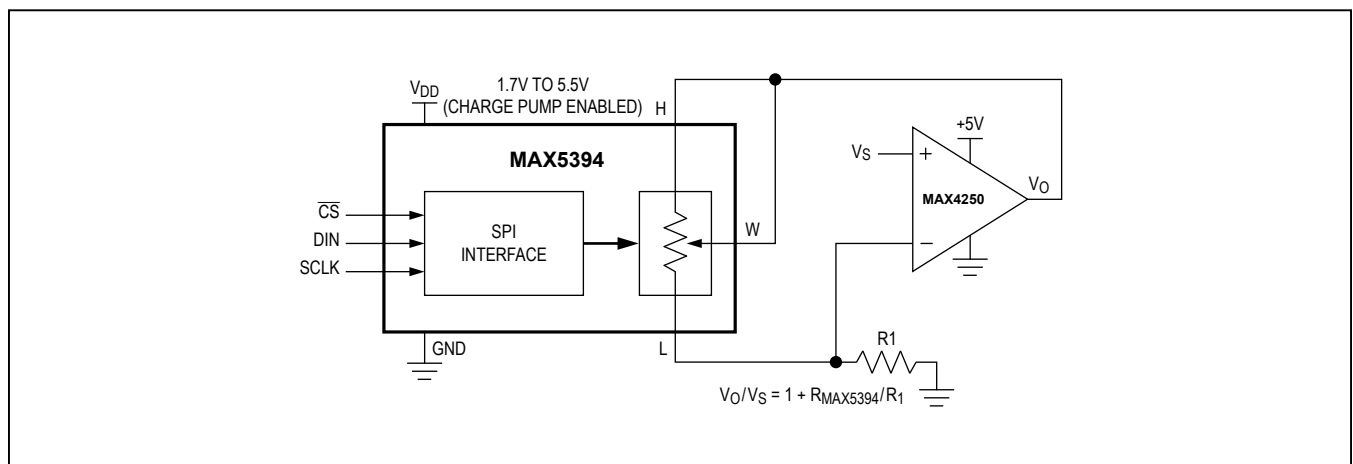 VDD
1.7V TO 5.5V
(CHARGE PUMP ENABLED)
H
MAX5394
CS
DIN
SCLK
SPI
INTERFACE
W
GND
L
VS
+
+5V
MAX4250
VO
−
R1
VO/VS = 1 + RMAX5394/R1